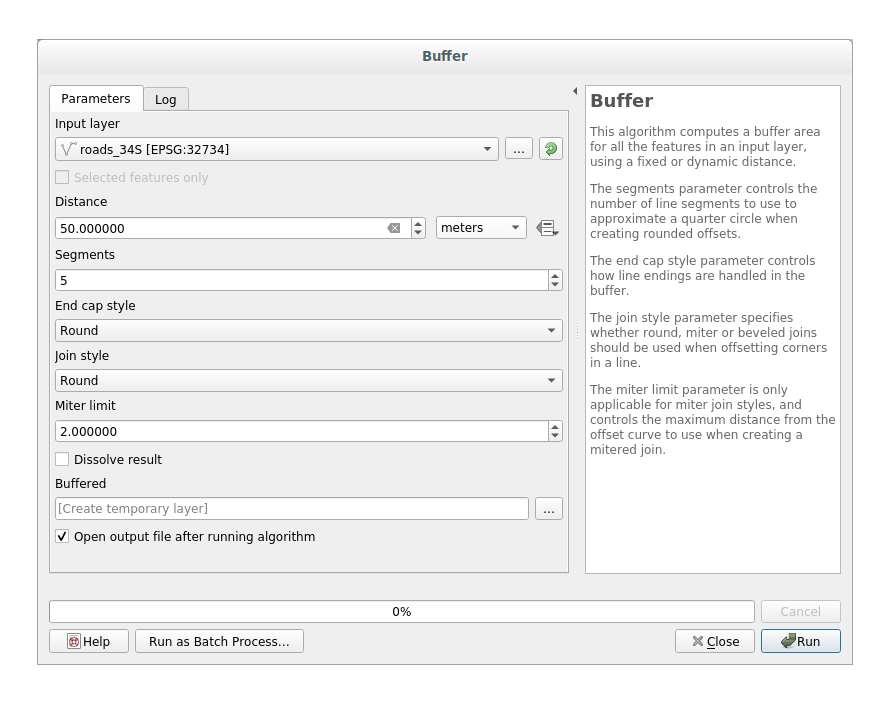 Buffer
Parameters
Log
Input layer
roads_34S [EPSG:32734]
...
Selected features only
Distance
50.000000
meters
Segments
5
End cap style
Round
Join style
Round
Miter limit
2.000000
Dissolve result
Buffered
[Create temporary layer]
...
Open output file after running algorithm
Buffer
This algorithm computes a buffer area
for all the features in an input layer,
using a fixed or dynamic distance.
The segments parameter controls the
number of line segments to use to
approximate a quarter circle when
creating rounded offsets.
The end cap style parameter controls
how line endings are handled in the
buffer.
The join style parameter specifies
whether round, miter or beveled joins
should be used when offsetting corners
in a line.
The miter limit parameter is only
applicable for miter join styles, and
controls the maximum distance from the
offset curve to use when creating a
mitered join.
0%
Cancel
Help
Run as Batch Process...
Close
Run